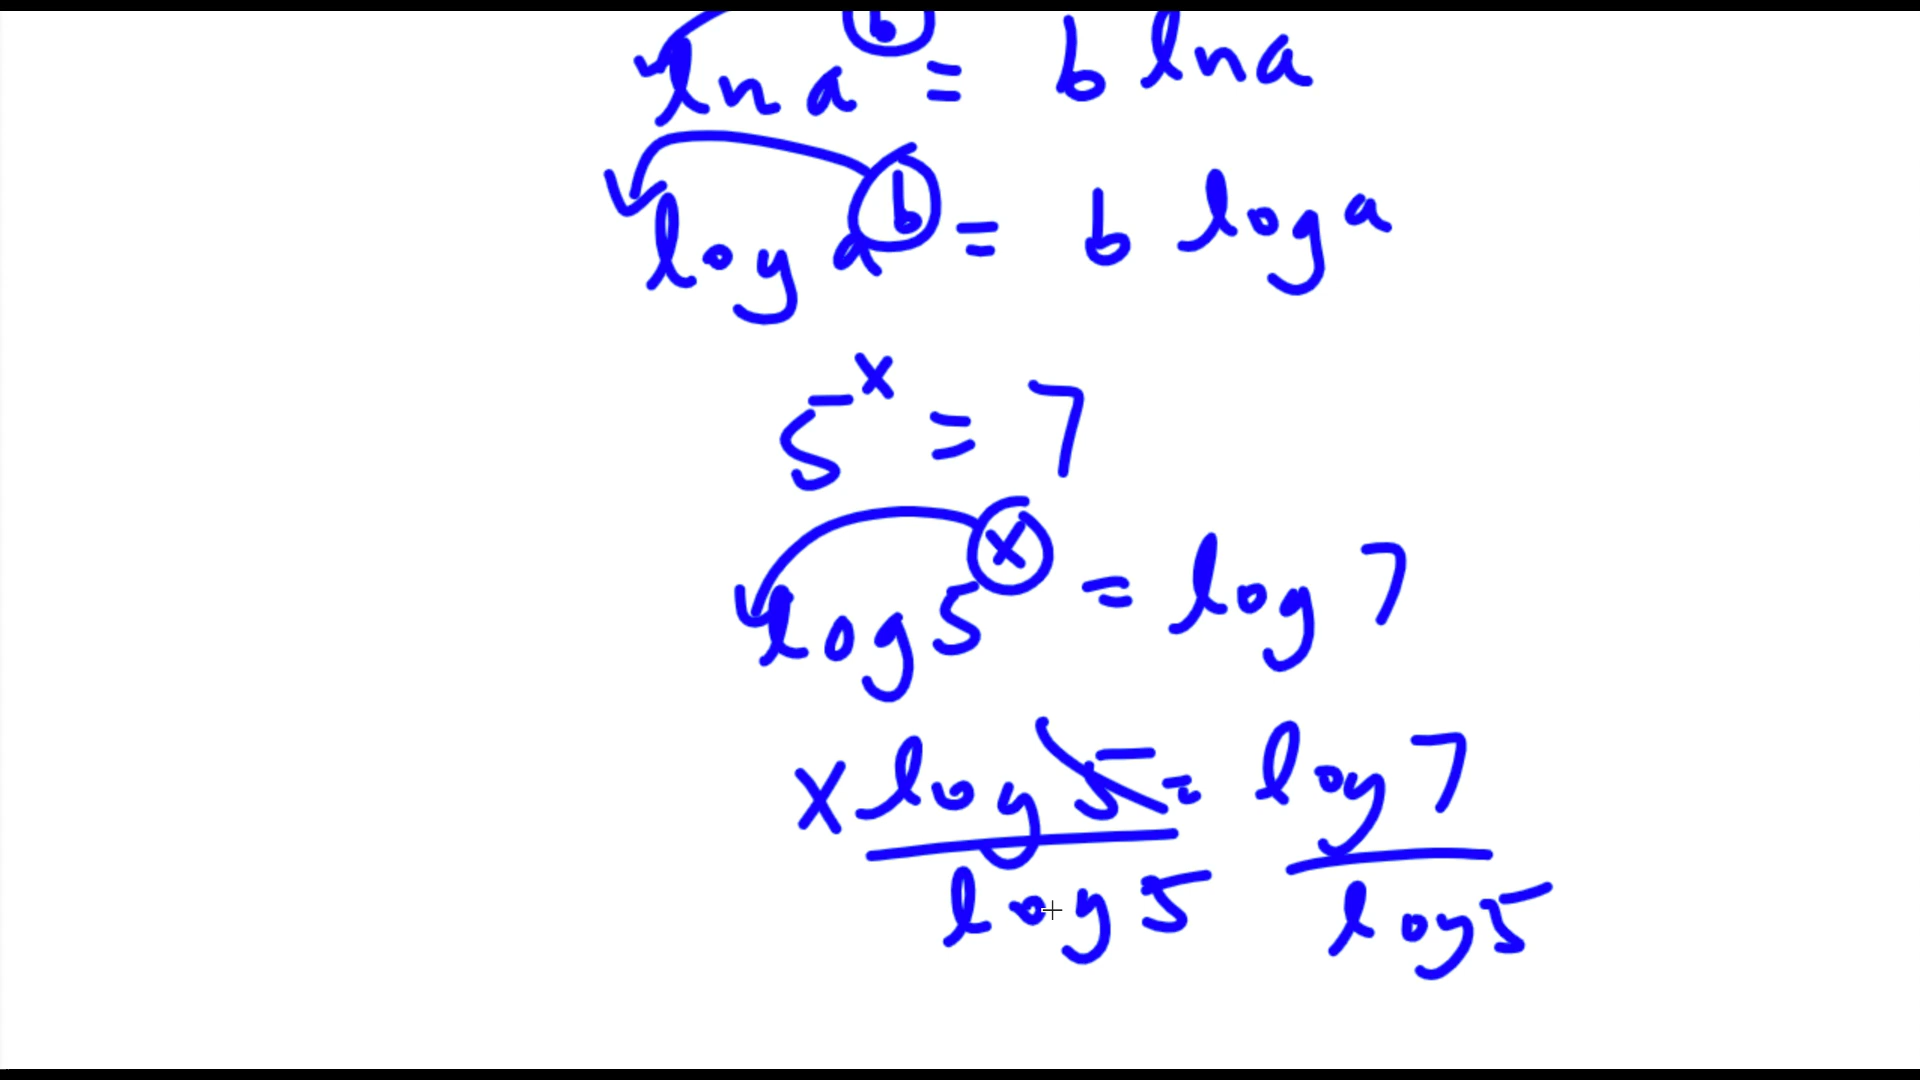 ln a^b = b ln a
log a^b = b log a
5^x = 7
log 5^x = log 7
x log 5 = log 7
log 5 log 5